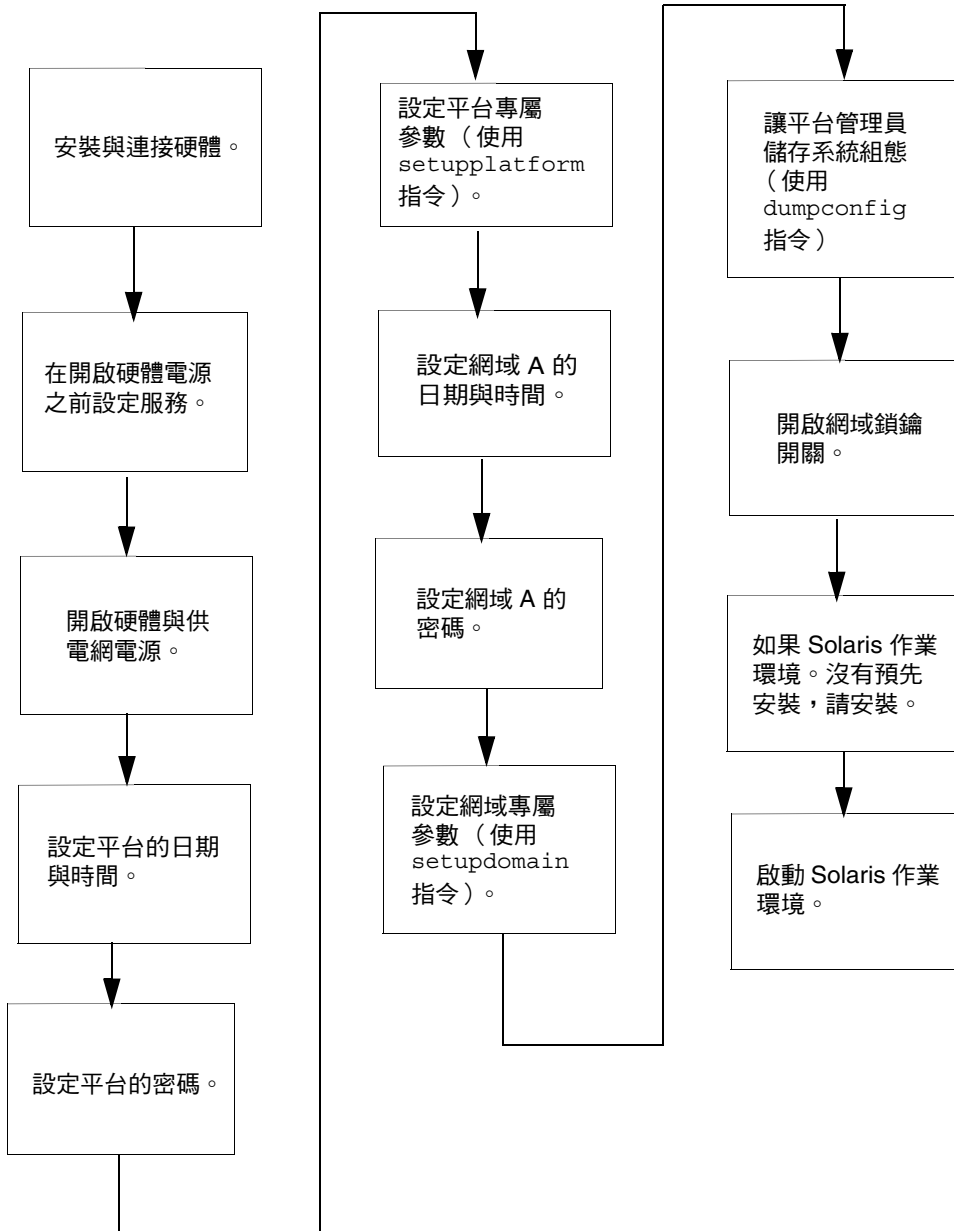 安裝與連接硬體。
在開啟硬體電源
之前設定服務。
開啟硬體與供
電網電源。
設定平台的日期
與時間。
設定平台的密碼。
設定平台專屬
參數（使用
setupplatform
指令）。
設定網域 A 的
日期與時間。
設定網域 A 的
密碼。
設定網域專屬
參數（使用
setupdomain
指令）。
讓平台管理員
儲存系統組態
（使用
dumpconfig
指令）
開啟網域鎖鑰
開關。
如果 Solaris 作業
環境。沒有預先
安裝，請安裝。
啟動 Solaris 作業
環境。